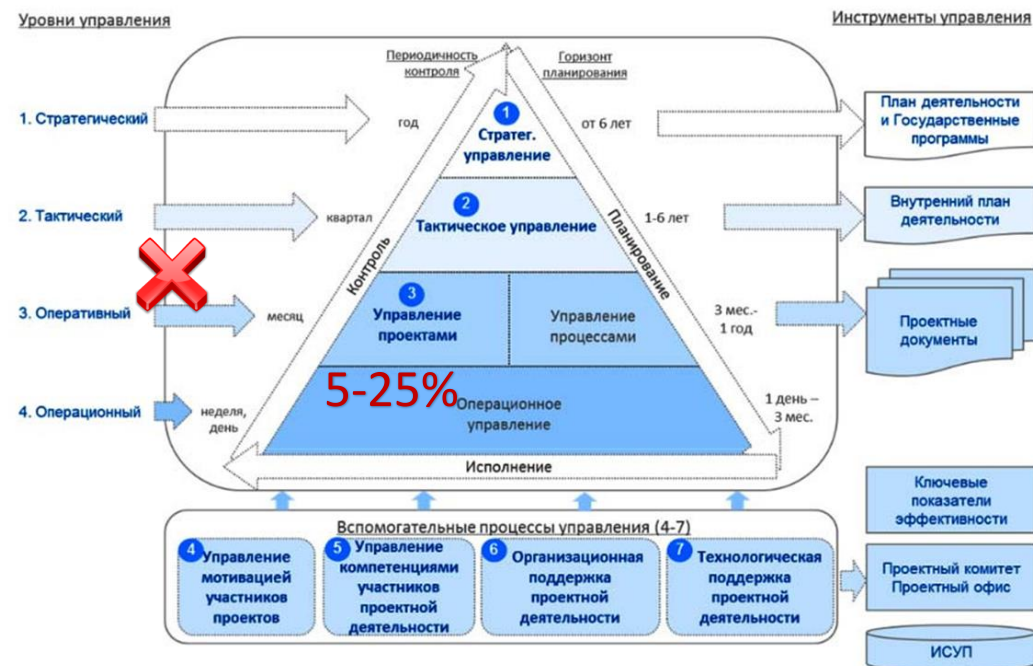 Уровни управления
Инструменты управления
Периодичность
контроля
Горизонт
планирования
1. Стратегический
год
1
Стратег.
управление
от 6 лет
План деятельности
и Государственные
программы
2. Тактический
квартал
2
Тактическое управление
1-6 лет
Внутренний план
деятельности
Контроль
Планирование
3. Оперативный
месяц
3
Управление
проектами
Управление
процессами
3 мес.-
1 год
Проектные
документы
5-25%
4. Операционный
неделя,
день
Операционное
управление
1 день –
3 мес.
Исполнение
Ключевые
показатели
эффективности
Вспомогательные процессы управления (4-7)
4
Управление
мотивацией
участников
проектов
5
Управление
компетенциями
участников
проектной
деятельности
6
Организационная
поддержка
проектной
деятельности
7
Технологическая
поддержка
проектной
деятельности
Проектный комитет
Проектный офис
ИСУП